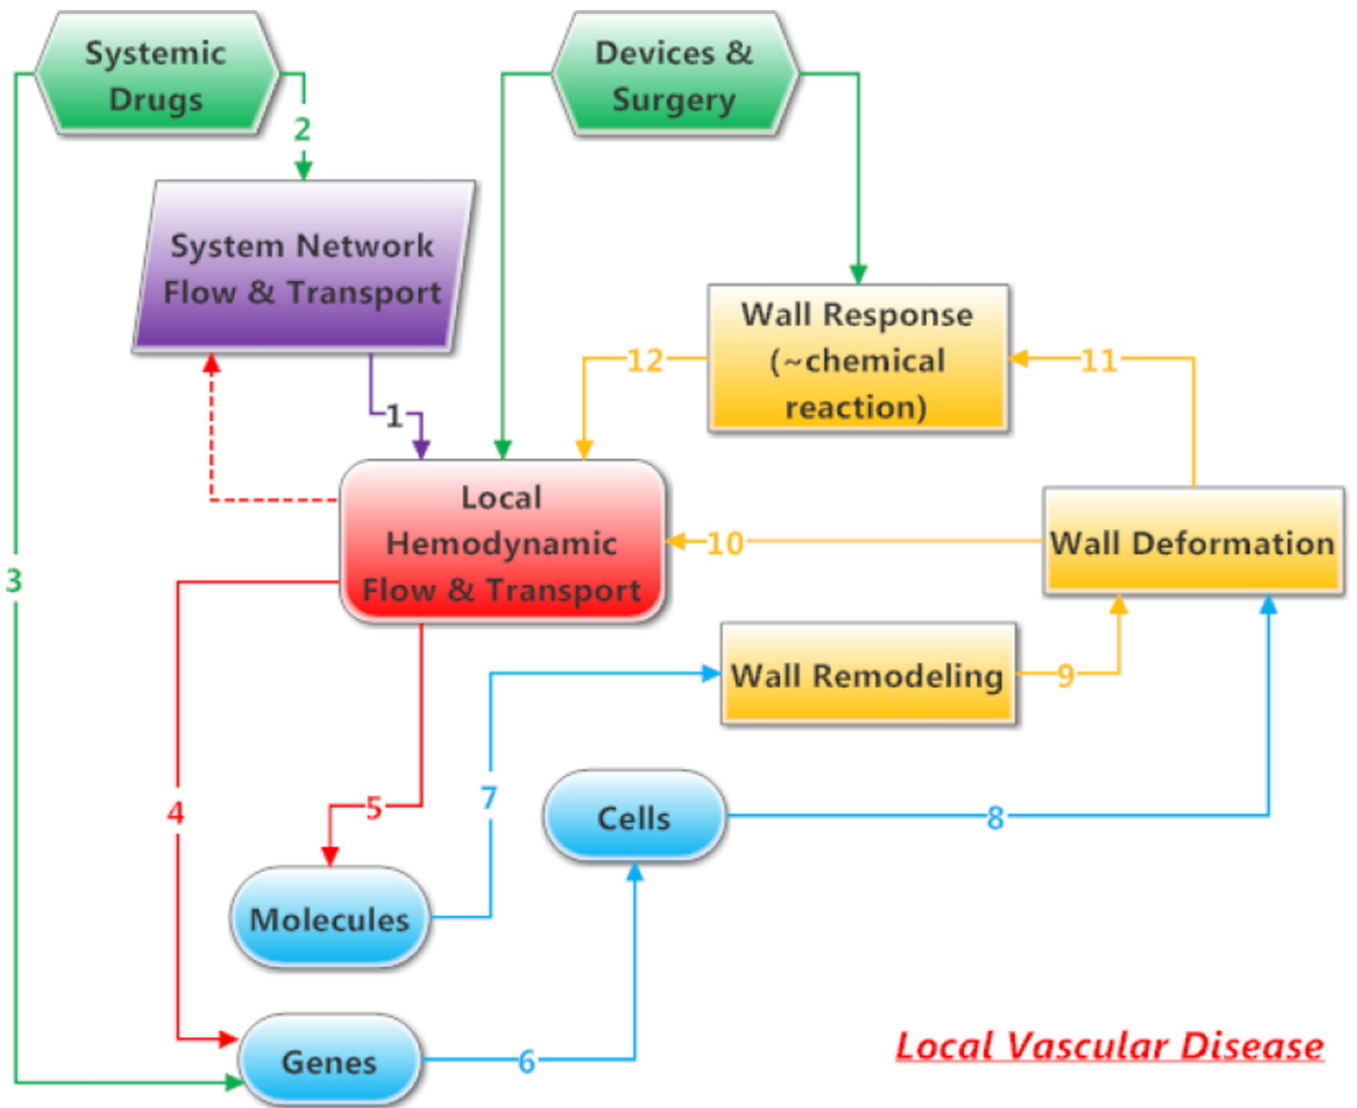 Systemic
Drugs
Devices &
Surgery
2
System Network
Flow & Transport
Wall Response
(~chemical
reaction)
12
11
1
Local
Hemodynamic
Flow & Transport
10
Wall Deformation
3
Wall Remodeling
9
4
5
7
Cells
8
Molecules
Genes
6
Local Vascular Disease